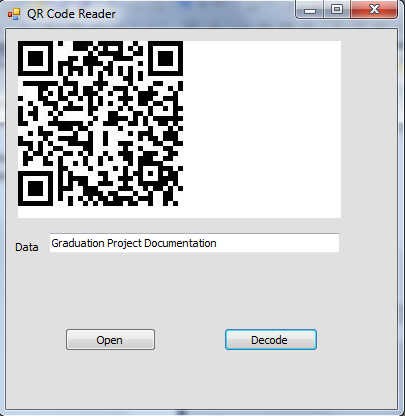 QR Code Reader
Data
Graduation Project Documentation
Open
Decode